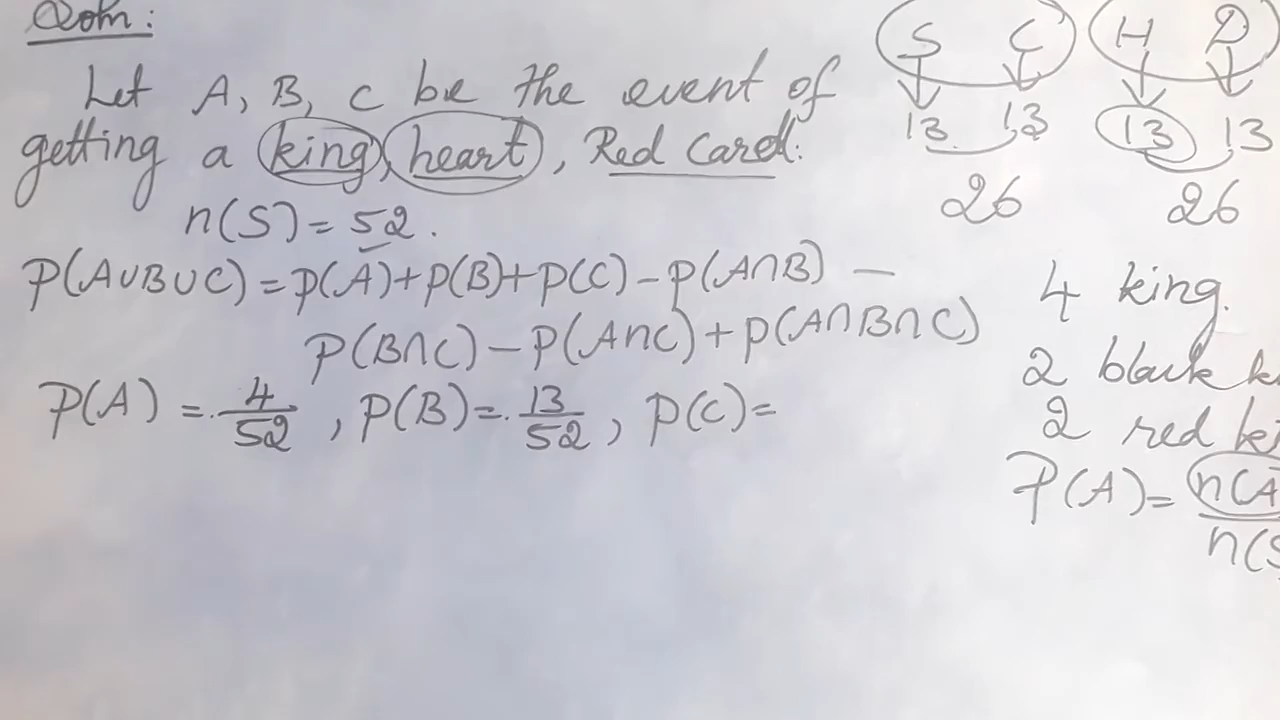 Soln:
Let A, B, C be the event of
getting a king, heart, Red Card.
n(S) = 52.
P(A∪B∪C) = P(A) + P(B) + P(C) - P(A∩B) -
P(B∩C) - P(A∩C) + P(A∩B∩C)
P(A) = 4/52, P(B) = 13/52, P(C) =
S C H D
13 13 13 13
26 26
4 king.
2 black k
2 red ki
P(A) = n(A
n(S